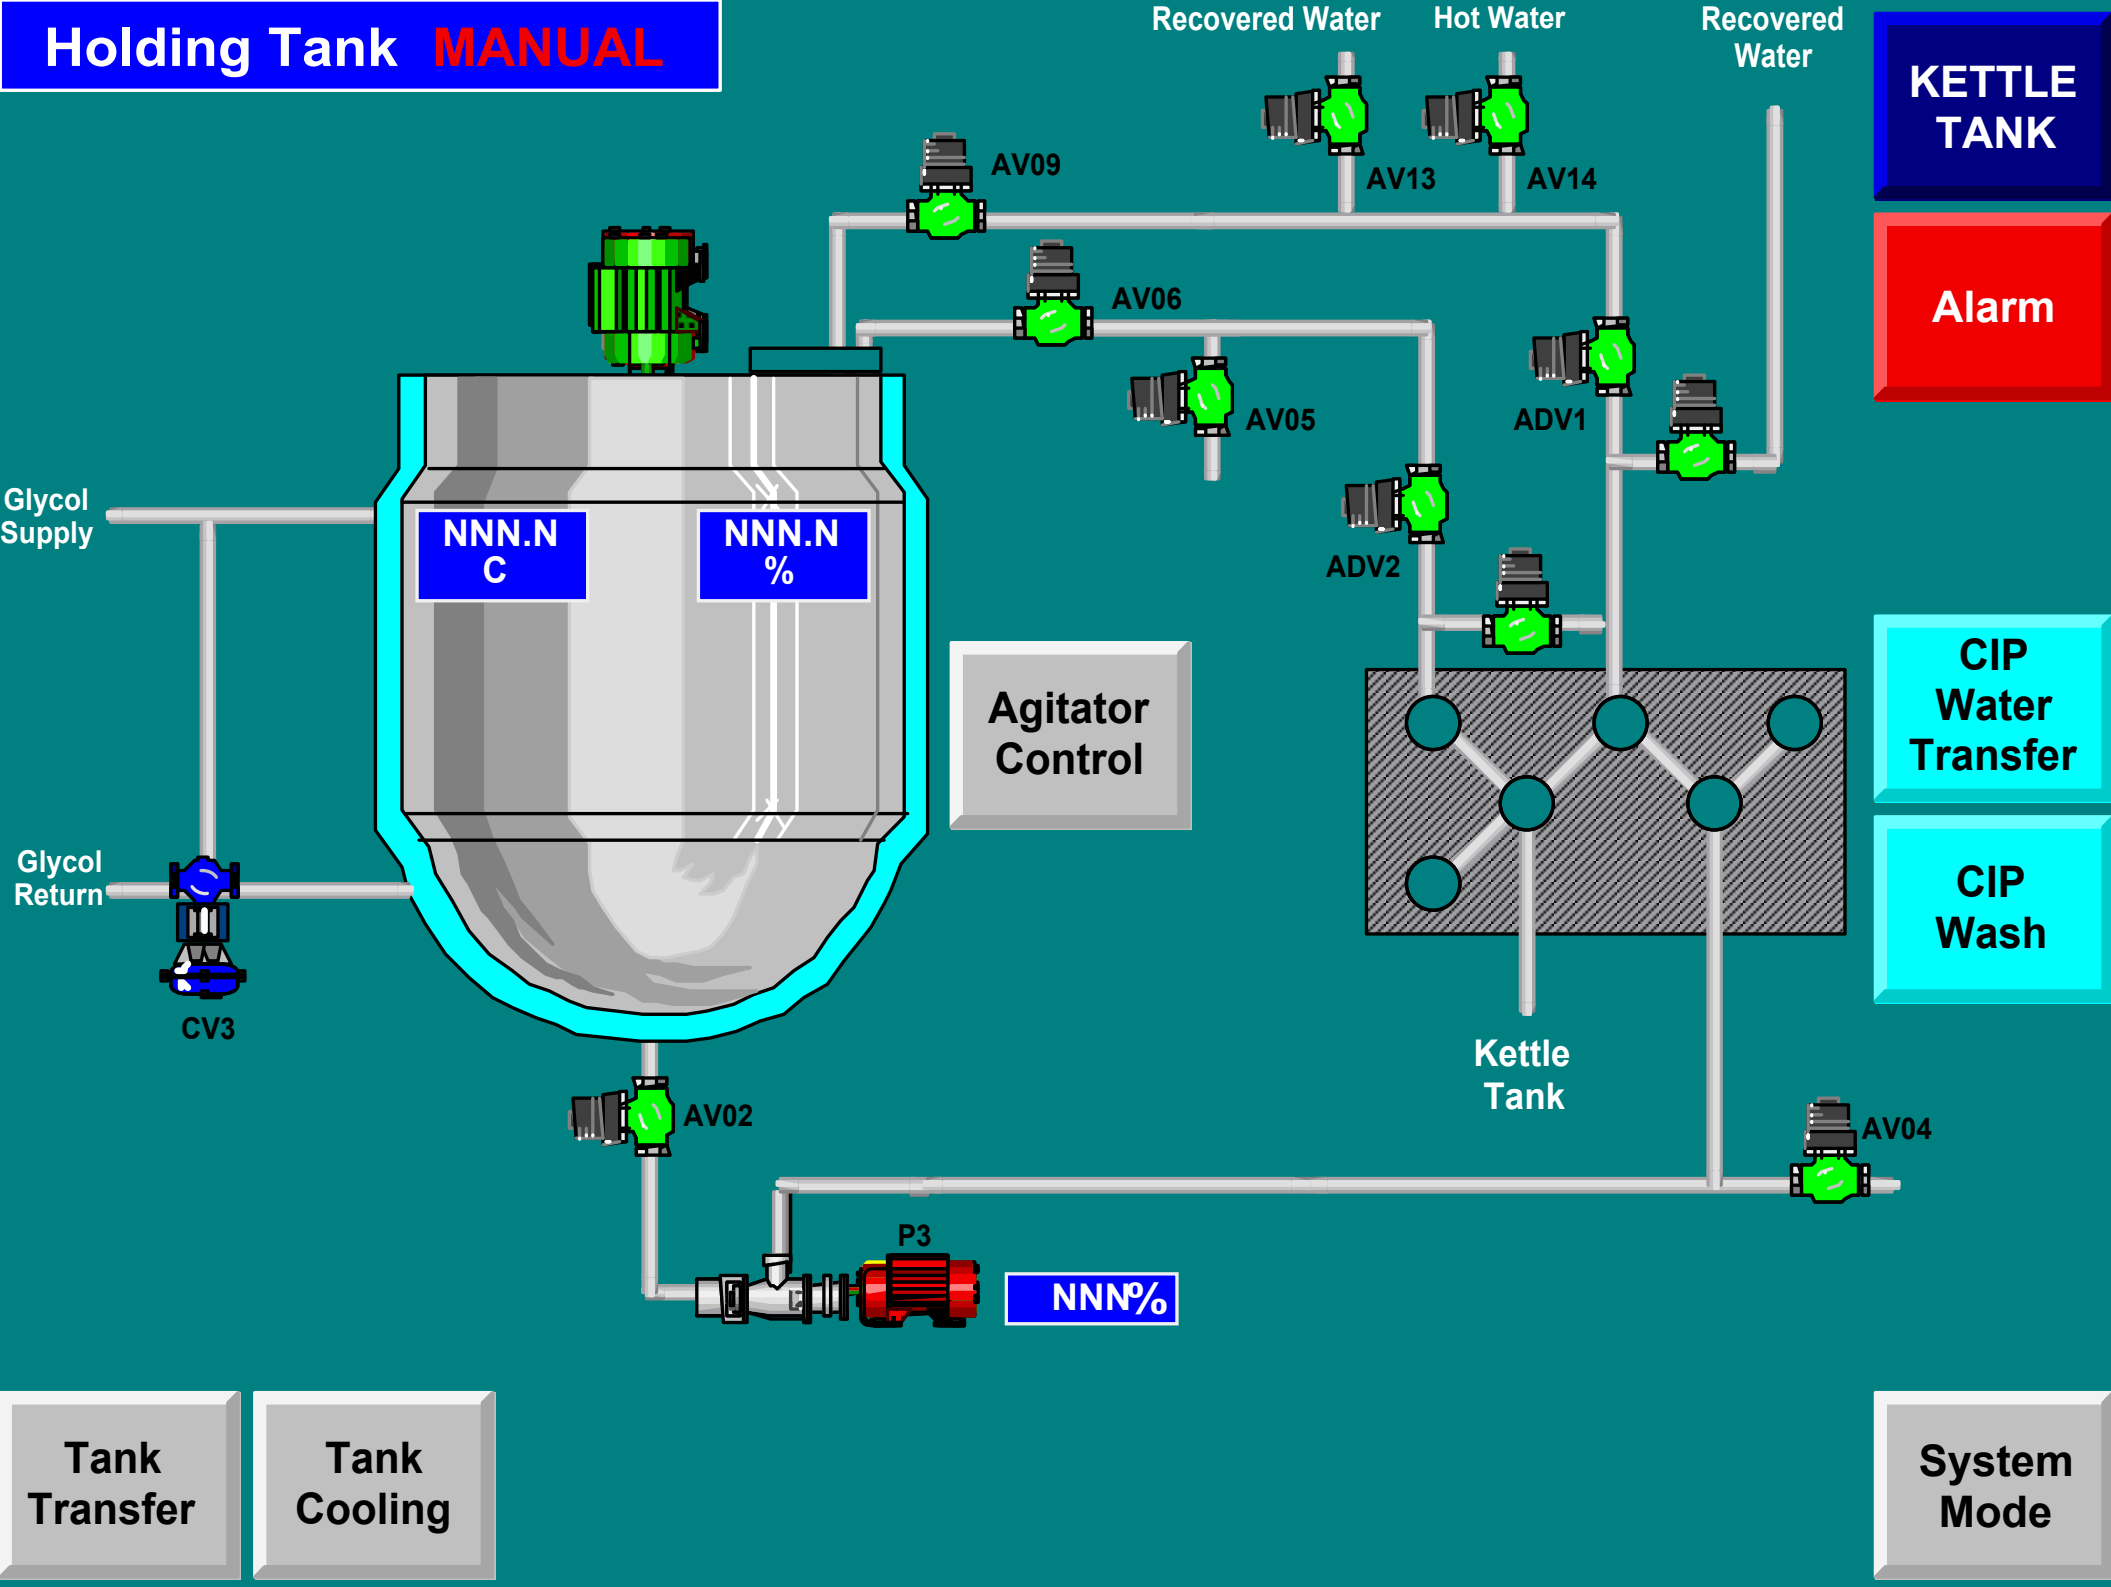 Holding Tank MANUAL
Recovered Water
Hot Water
Recovered
Water
KETTLE
TANK
AV09
AV13
AV14
AV06
Alarm
AV05
ADV1
Glycol
Supply
NNN.N
C
NNN.N
%
ADV2
Agitator
Control
CIP
Water
Transfer
Glycol
Return
CIP
Wash
CV3
Kettle
Tank
AV02
AV04
P3
NNN%
Tank
Transfer
Tank
Cooling
System
Mode